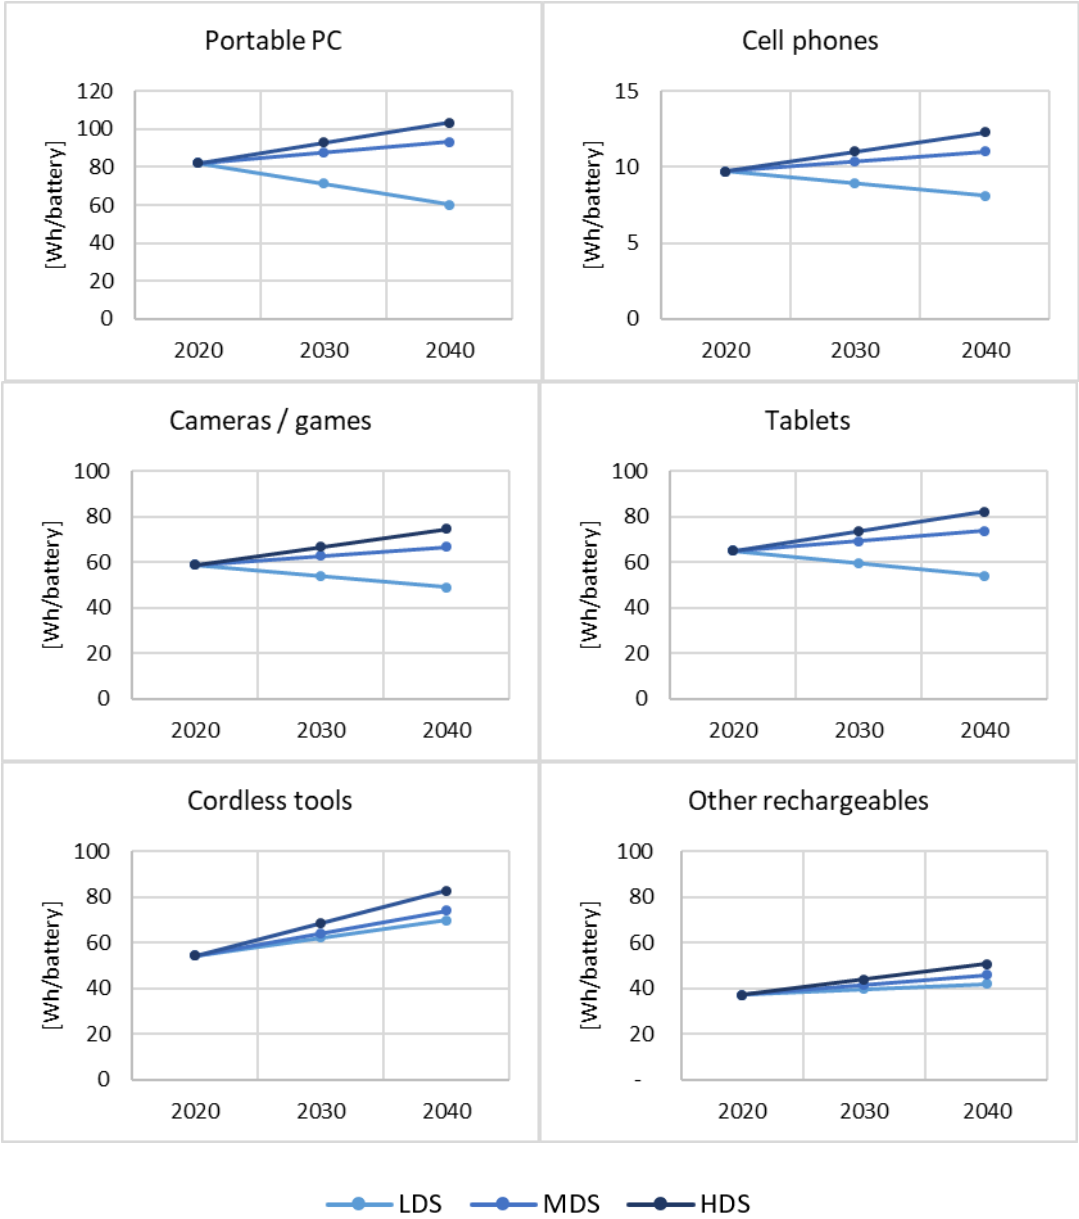 Portable PC
[Wh/battery]
120
100
80
60
40
20
0
2020 2030 2040
Cell phones
[Wh/battery]
15
10
5
0
2020 2030 2040
Cameras / games
[Wh/battery]
100
80
60
40
20
0
2020 2030 2040
Tablets
[Wh/battery]
100
80
60
40
20
0
2020 2030 2040
Cordless tools
[Wh/battery]
100
80
60
40
20
0
2020 2030 2040
Other rechargeables
[Wh/battery]
100
80
60
40
20
-
2020 2030 2040
LDS MDS HDS